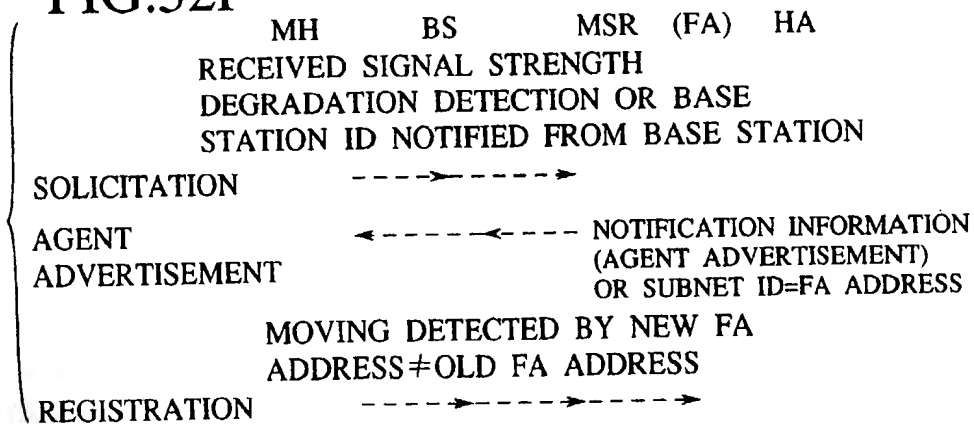 MH BS MSR (FA) HA
RECEIVED SIGNAL STRENGTH
DEGRADATION DETECTION OR BASE
STATION ID NOTIFIED FROM BASE STATION
SOLICITATION
AGENT
ADVERTISEMENT
NOTIFICATION INFORMATION
(AGENT ADVERTISEMENT)
OR SUBNET ID=FA ADDRESS
MOVING DETECTED BY NEW FA
ADDRESS≠OLD FA ADDRESS
REGISTRATION